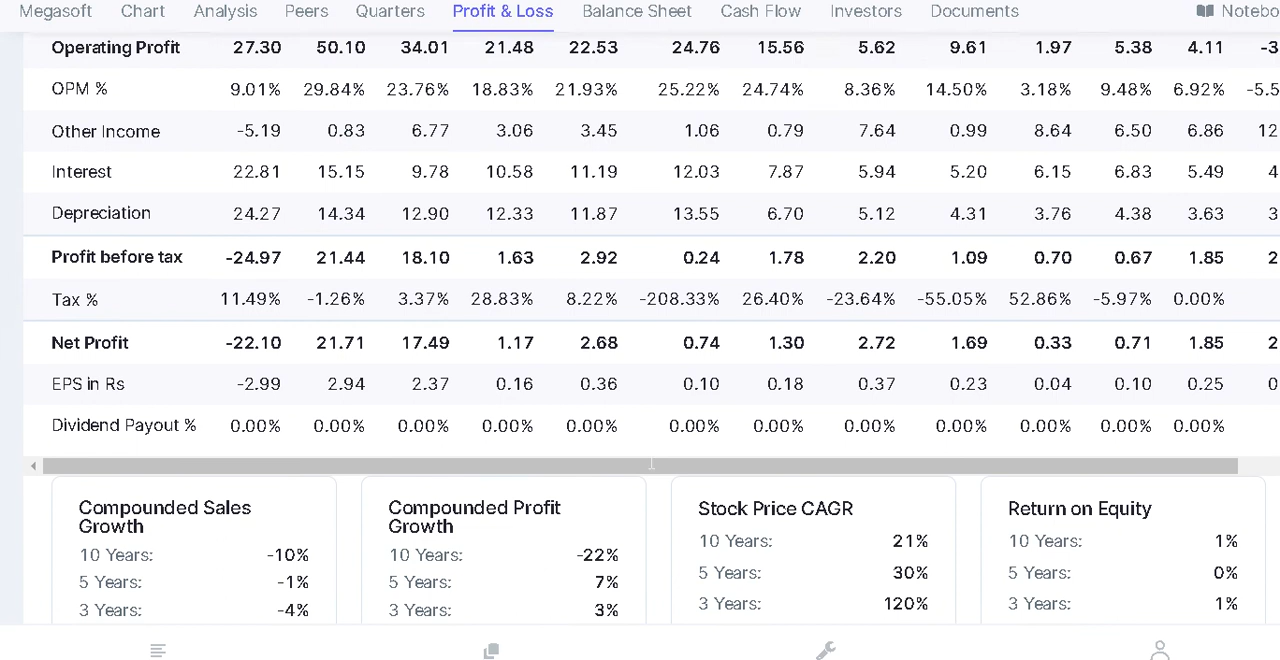 Megasoft Chart Analysis Peers Quarters Profit & Loss Balance Sheet Cash Flow Investors Documents Notebo
Operating Profit 27.30 50.10 34.01 21.48 22.53 24.76 15.56 5.62 9.61 1.97 5.38 4.11 -3
OPM % 9.01% 29.84% 23.76% 18.83% 21.93% 25.22% 24.74% 8.36% 14.50% 3.18% 9.48% 6.92% -5.5
Other Income -5.19 0.83 6.77 3.06 3.45 1.06 0.79 7.64 0.99 8.64 6.50 6.86 12
Interest 22.81 15.15 9.78 10.58 11.19 12.03 7.87 5.94 5.20 6.15 6.83 5.49 4
Depreciation 24.27 14.34 12.90 12.33 11.87 13.55 6.70 5.12 4.31 3.76 4.38 3.63 3
Profit before tax -24.97 21.44 18.10 1.63 2.92 0.24 1.78 2.20 1.09 0.70 0.67 1.85 2
Tax % 11.49% -1.26% 3.37% 28.83% 8.22% -208.33% 26.40% -23.64% -55.05% 52.86% -5.97% 0.00%
Net Profit -22.10 21.71 17.49 1.17 2.68 0.74 1.30 2.72 1.69 0.33 0.71 1.85 2
EPS in Rs -2.99 2.94 2.37 0.16 0.36 0.10 0.18 0.37 0.23 0.04 0.10 0.25 0
Dividend Payout % 0.00% 0.00% 0.00% 0.00% 0.00% 0.00% 0.00% 0.00% 0.00% 0.00% 0.00% 0.00%
Compounded Sales
Growth
10 Years: -10%
5 Years: -1%
3 Years: -4%
Compounded Profit
Growth
10 Years: -22%
5 Years: 7%
3 Years: 3%
Stock Price CAGR
10 Years: 21%
5 Years: 30%
3 Years: 120%
Return on Equity
10 Years: 1%
5 Years: 0%
3 Years: 1%